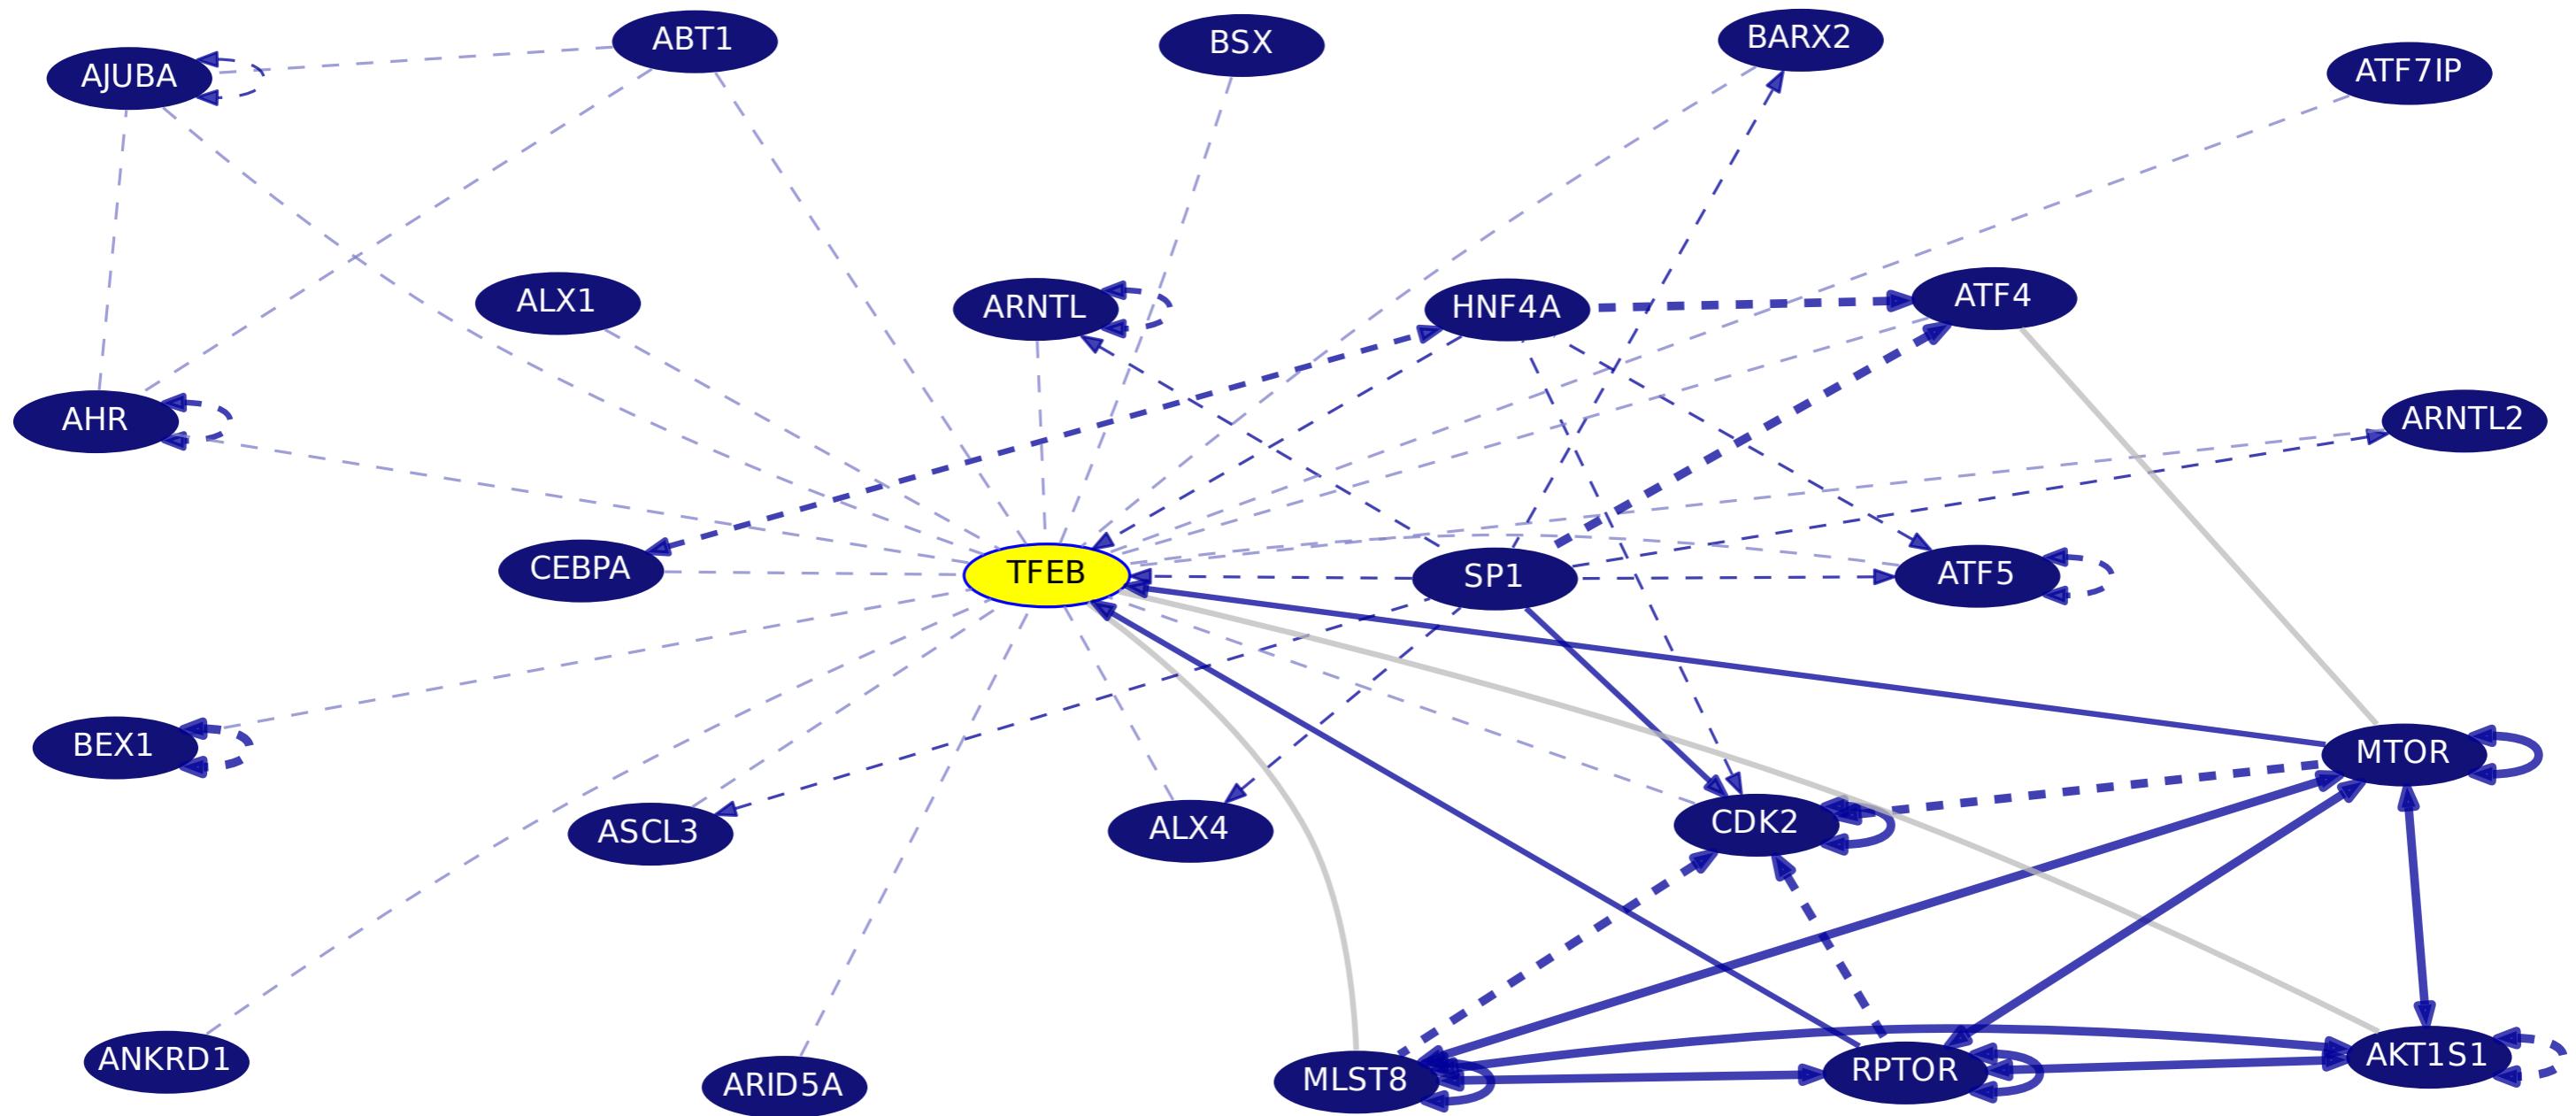 ABT1
BSX
BARX2
AJUBA
ATF7IP
ALX1
ARNTL
HNF4A
ATF4
AHR
ARNTL2
CEBPA
TFEB
SP1
ATF5
BEX1
MTOR
ASCL3
ALX4
CDK2
ANKRD1
ARID5A
MLST8
RPTOR
AKT1S1